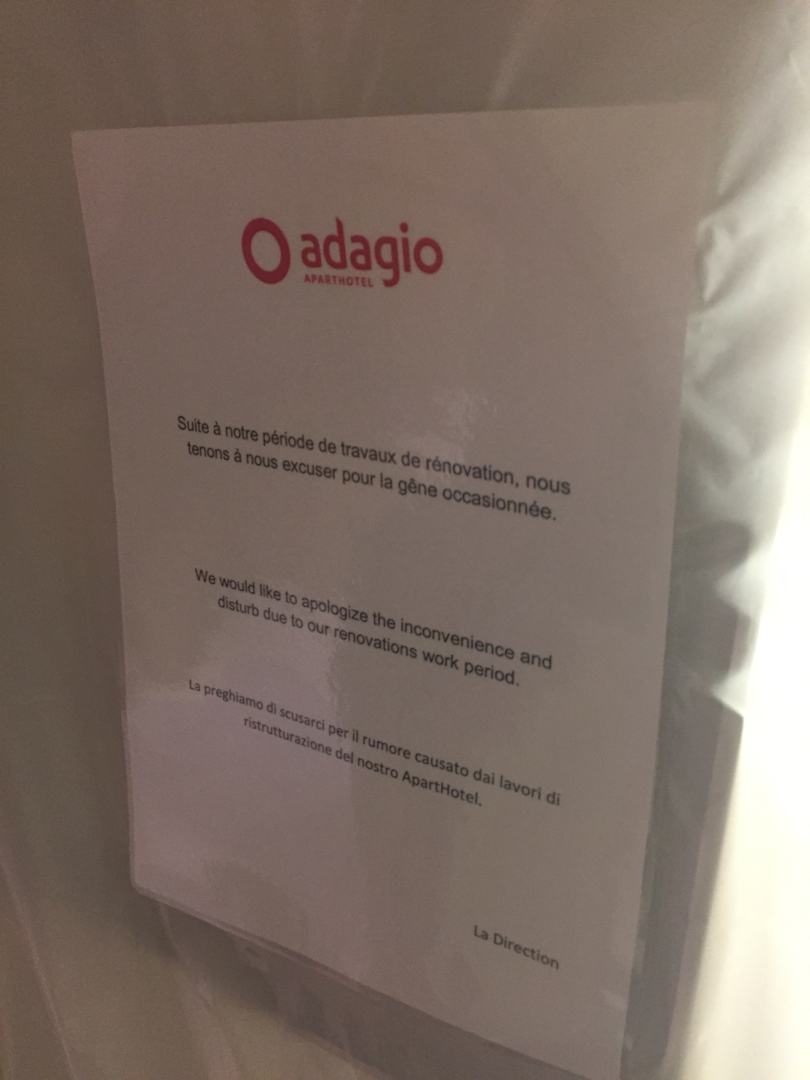 adagio
APARTHOTEL
Suite à notre période de travaux de rénovation, nous
tenons à nous excuser pour la gêne occasionnée.
We would like to apologize the inconvenience and
disturb due to our renovations work period.
La preghiamo di scusarci per il rumore causato dai lavori di
ristrutturazione del nostro ApartHotel.
La Direction